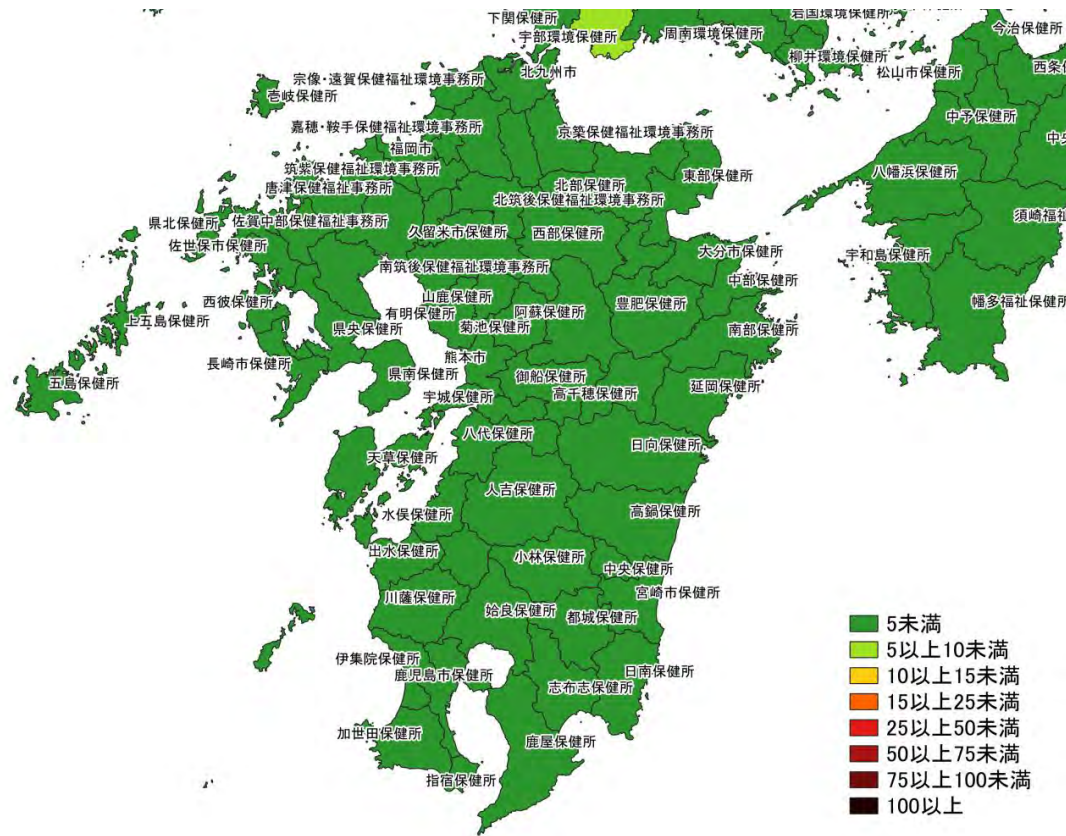 下関保健所
岩国環境保健所
宇部環境保健所
周南環境保健所
今治保健所
柳井環境保健所
北九州市
松山市保健所
宗像・遠賀保健福祉環境事務所
壱岐保健所
中予保健所
嘉穂・鞍手保健福祉環境事務所
京築保健福祉環境事務所
福岡市
筑紫保健福祉環境事務所
東部保健所
八幡浜保健所
唐津保健福祉事務所
北部保健所
北筑後保健福祉環境事務所
県北保健所
佐賀中部保健福祉事務所
須崎福祉
久留米市保健所
西部保健所
佐世保市保健所
大分市保健所
宇和島保健所
南筑後保健福祉環境事務所
中部保健所
山鹿保健所
西彼保健所
豊肥保健所
幡多福祉保健所
有明保健所
阿蘇保健所
上五島保健所
県央保健所
菊池保健所
南部保健所
熊本市
長崎市保健所
県南保健所
御船保健所
五島保健所
延岡保健所
宇城保健所
高千穂保健所
八代保健所
日向保健所
天草保健所
人吉保健所
水俣保健所
高鍋保健所
出水保健所
小林保健所
中央保健所
宮崎市保健所
川薩保健所
姶良保健所
都城保健所
伊集院保健所
鹿児島市保健所
日南保健所
志布志保健所
加世田保健所
鹿屋保健所
指宿保健所
5未満
5以上10未満
10以上15未満
15以上25未満
25以上50未満
50以上75未満
75以上100未満
100以上